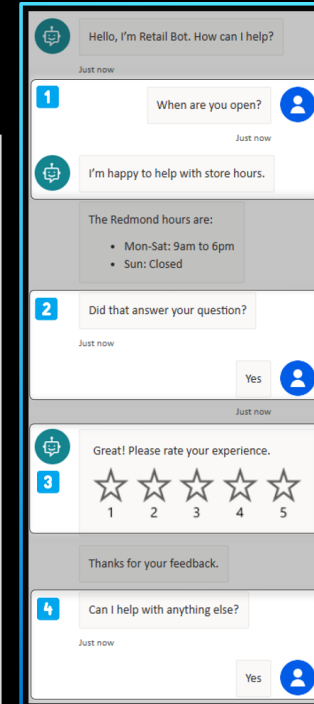 Hello, I'm Retail Bot. How can I help?
Just now
1
When are you open?
Just now
I'm happy to help with store hours.
The Redmond hours are:
• Mon-Sat: 9am to 6pm
• Sun: Closed
2
Did that answer your question?
Just now
Yes
Just now
Great! Please rate your experience.
3
1 2 3 4 5
Thanks for your feedback.
4
Can I help with anything else?
Just now
Yes